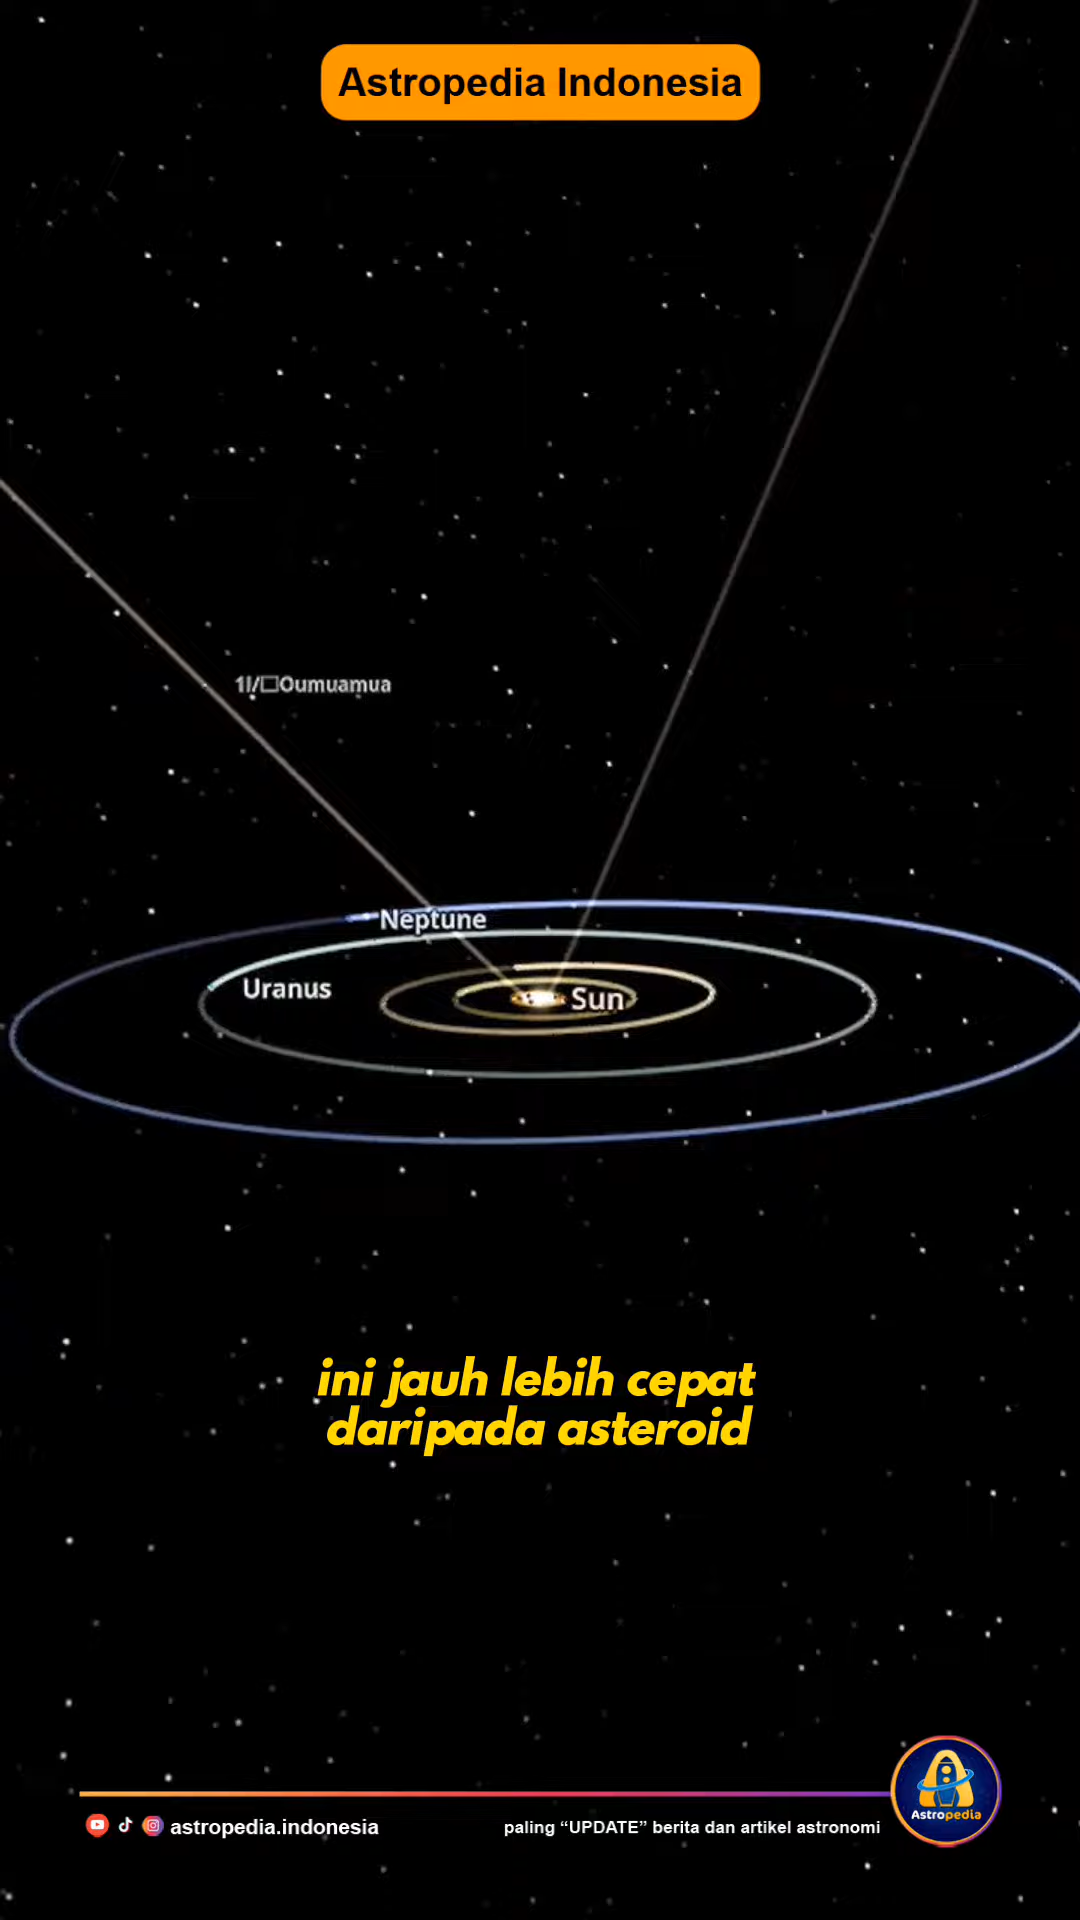 Astropedia Indonesia
1I/□Oumuamua
Neptune
Uranus
Sun
ini jauh lebih cepat
daripada asteroid
Astropedia
astropedia.indonesia
paling “UPDATE” berita dan artikel astronomi